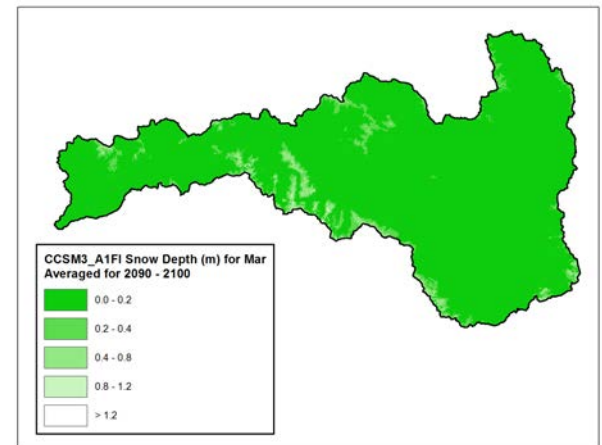 CCSM3_A1FI Snow Depth (m) for Mar
Averaged for 2090 - 2100
0.0 - 0.2
0.2 - 0.4
0.4 - 0.8
0.8 - 1.2
> 1.2